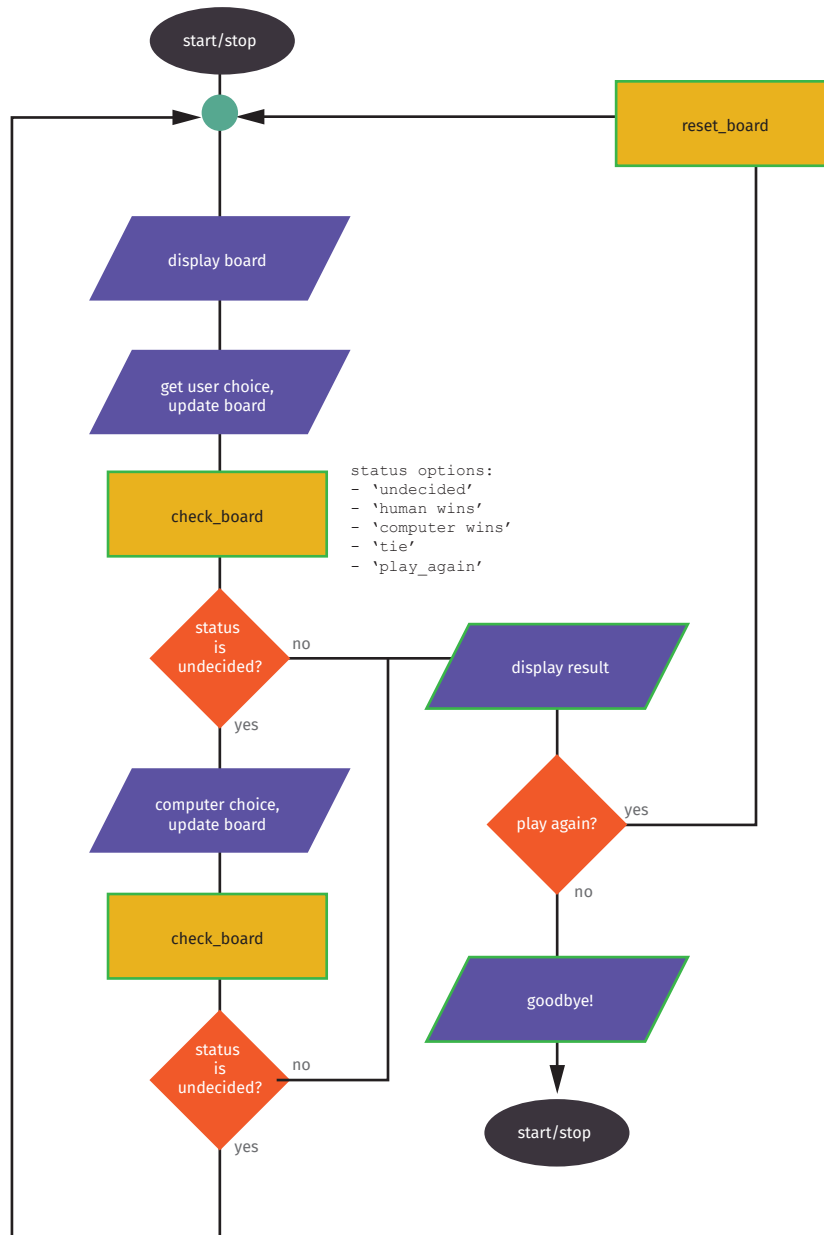 start/stop
reset_board
display board
get user choice,
update board
check_board
status options:
- ‘undecided’
- ‘human wins’
- ‘computer wins’
- ‘tie’
- ‘play_again’
status
is
undecided?
no
yes
display result
computer choice,
update board
play again?
yes
no
check_board
goodbye!
status
is
undecided?
no
yes
start/stop